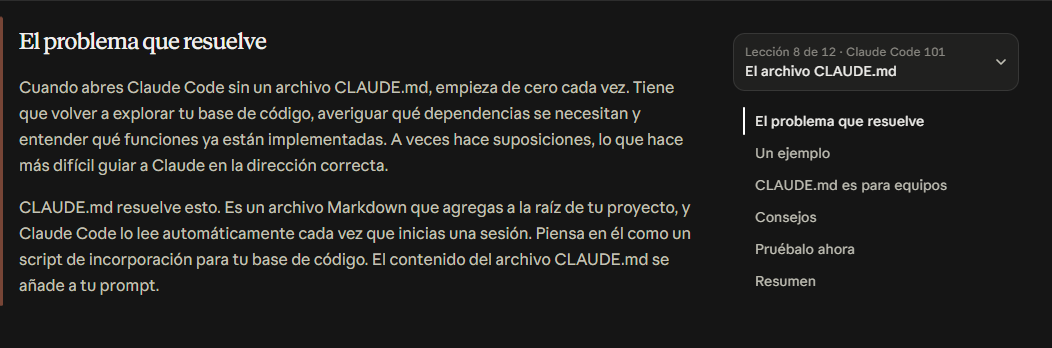 El problema que resuelve
Cuando abres Claude Code sin un archivo CLAUDE.md, empieza de cero cada vez. Tiene
que volver a explorar tu base de código, averiguar qué dependencias se necesitan y
entender qué funciones ya están implementadas. A veces hace suposiciones, lo que hace
más difícil guiar a Claude en la dirección correcta.
CLAUDE.md resuelve esto. Es un archivo Markdown que agregas a la raíz de tu proyecto, y
Claude Code lo lee automáticamente cada vez que inicias una sesión. Piensa en él como un
script de incorporación para tu base de código. El contenido del archivo CLAUDE.md se
añade a tu prompt.
Lección 8 de 12 · Claude Code 101
El archivo CLAUDE.md
El problema que resuelve
Un ejemplo
CLAUDE.md es para equipos
Consejos
Pruébalo ahora
Resumen